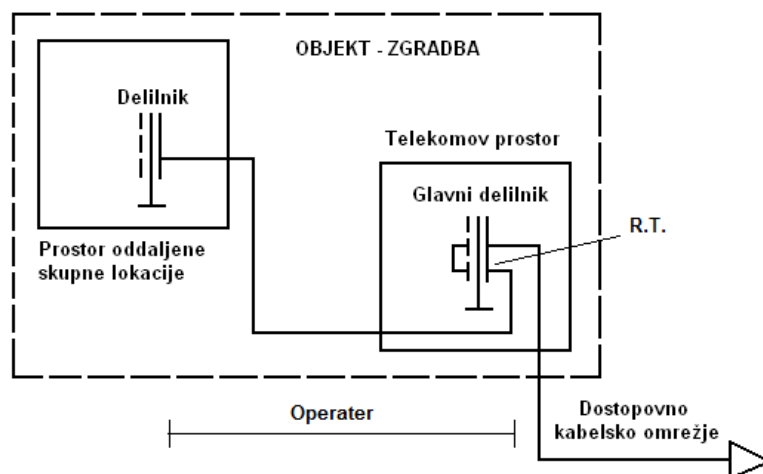 OBJEKT - ZGRADBA
Delilnik
Telekomov prostor
Glavni delilnik
R.T.
Prostor oddaljene
skupne lokacije
Operater
Dostopovno
kabelsko omrežje